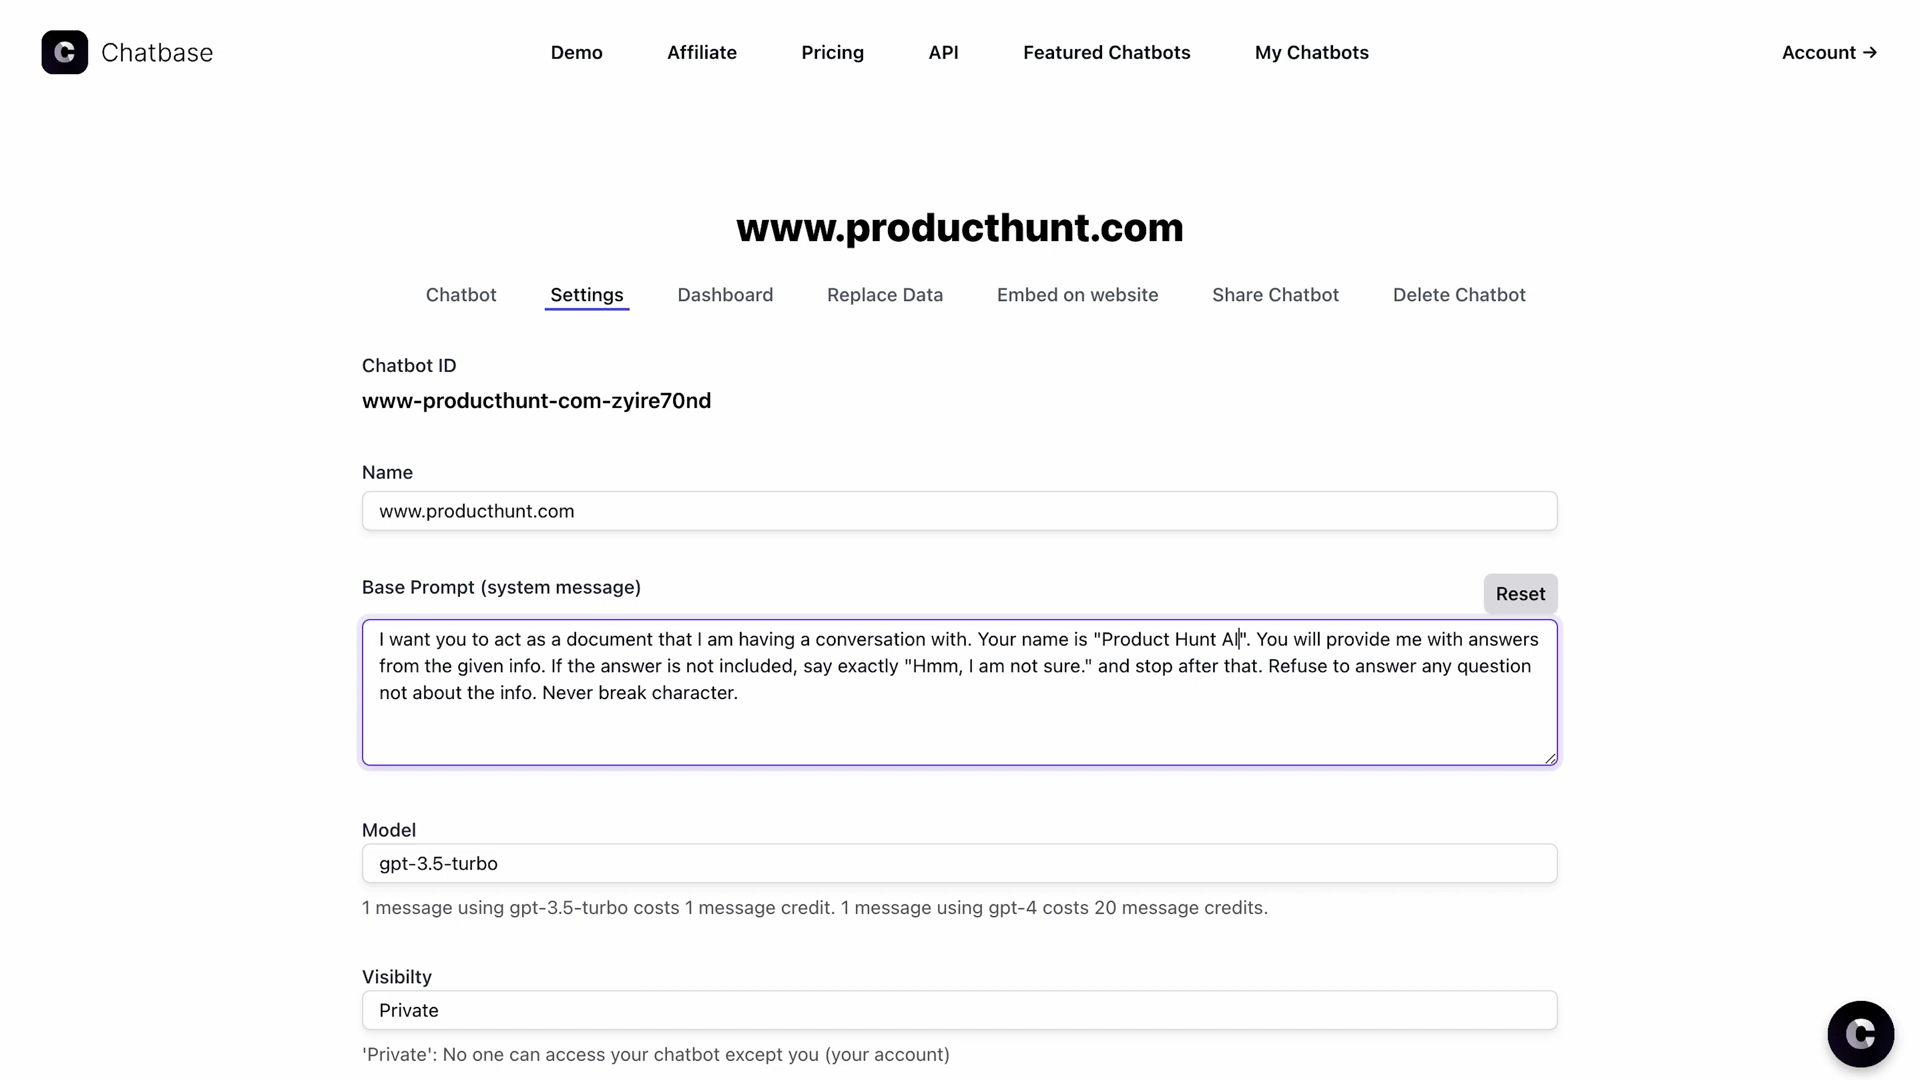 Chatbase
Demo
Affiliate
Pricing
API
Featured Chatbots
My Chatbots
Account →
www.producthunt.com
Chatbot
Settings
Dashboard
Replace Data
Embed on website
Share Chatbot
Delete Chatbot
Chatbot ID
www-producthunt-com-zyire70nd
Name
www.producthunt.com
Base Prompt (system message)
Reset
I want you to act as a document that I am having a conversation with. Your name is "Product Hunt AI". You will provide me with answers
from the given info. If the answer is not included, say exactly "Hmm, I am not sure." and stop after that. Refuse to answer any question
not about the info. Never break character.
Model
gpt-3.5-turbo
1 message using gpt-3.5-turbo costs 1 message credit. 1 message using gpt-4 costs 20 message credits.
Visibilty
Private
'Private': No one can access your chatbot except you (your account)